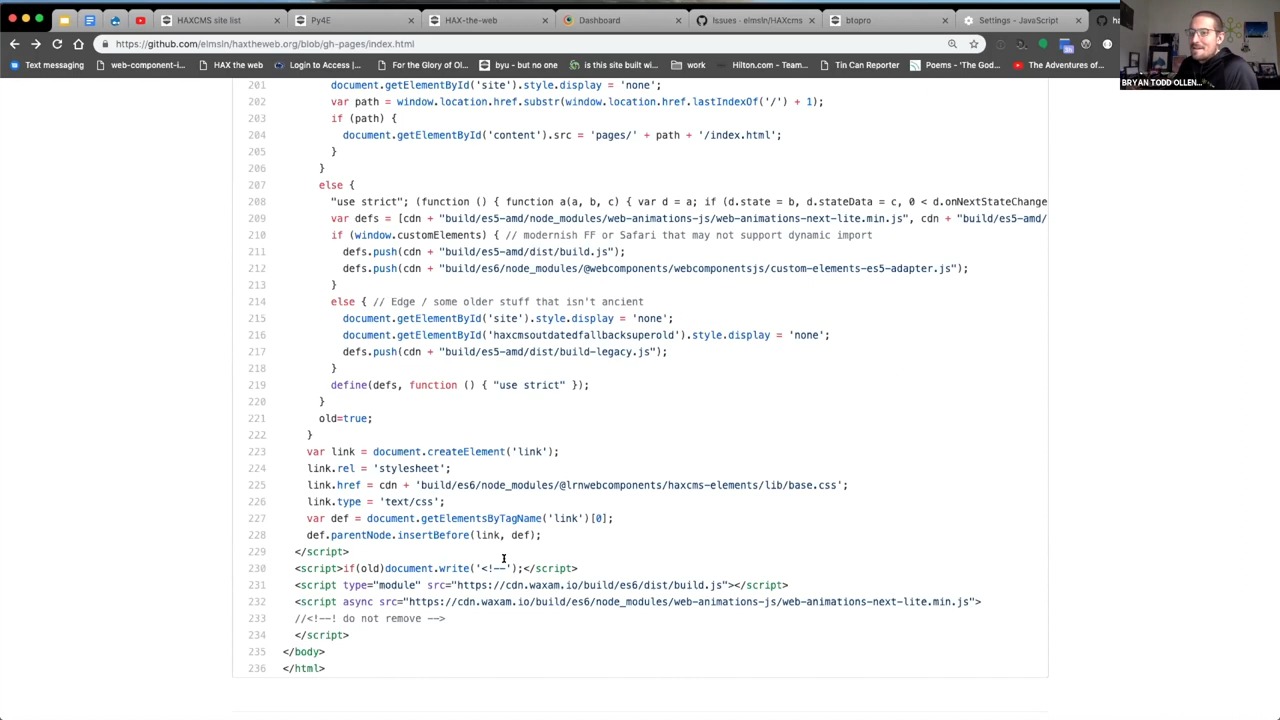 HAXCMS site list
Py4E
HAX-the-web
Dashboard
Issues · elmsln/HAXcms
btopro
Settings - JavaScript
ha
https://github.com/elmsln/haxtheweb.org/blob/gh-pages/index.html
Text messaging
web-component-i...
HAX the web
Login to Access |...
For the Glory of Ol...
byu - but no one
is this site built wi...
work
Hilton.com - Team...
Tin Can Reporter
Poems - 'The God...
The Adventures of...
BRYAN TODD OLLEN...
201 document.getElementById('site').style.display = 'none';
202 var path = window.location.href.substr(window.location.href.lastIndexOf('/') + 1);
203 if (path) {
204 document.getElementById('content').src = 'pages/' + path + '/index.html';
205 }
206 }
207 else {
208 "use strict"; (function () { function a(a, b, c) { var d = a; if (d.state = b, d.stateData = c, 0 < d.onNextStateChange
209 var defs = [cdn + "build/es5-amd/node_modules/web-animations-js/web-animations-next-lite.min.js", cdn + "build/es5-amd/
210 if (window.customElements) { // modernish FF or Safari that may not support dynamic import
211 defs.push(cdn + "build/es5-amd/dist/build.js");
212 defs.push(cdn + "build/es6/node_modules/@webcomponents/webcomponentsjs/custom-elements-es5-adapter.js");
213 }
214 else { // Edge / some older stuff that isn't ancient
215 document.getElementById('site').style.display = 'none';
216 document.getElementById('haxcmsoutdatedfallbacksuperold').style.display = 'none';
217 defs.push(cdn + "build/es5-amd/dist/build-legacy.js");
218 }
219 define(defs, function () { "use strict" });
220 }
221 old=true;
222 }
223 var link = document.createElement('link');
224 link.rel = 'stylesheet';
225 link.href = cdn + 'build/es6/node_modules/@lrnwebcomponents/haxcms-elements/lib/base.css';
226 link.type = 'text/css';
227 var def = document.getElementsByTagName('link')[0];
228 def.parentNode.insertBefore(link, def);
229 </script>
230 <script>if(old)document.write('<!--');</script>
231 <script type="module" src="https://cdn.waxam.io/build/es6/dist/build.js"></script>
232 <script async src="https://cdn.waxam.io/build/es6/node_modules/web-animations-js/web-animations-next-lite.min.js">
233 //<!--! do not remove -->
234 </script>
235 </body>
236 </html>